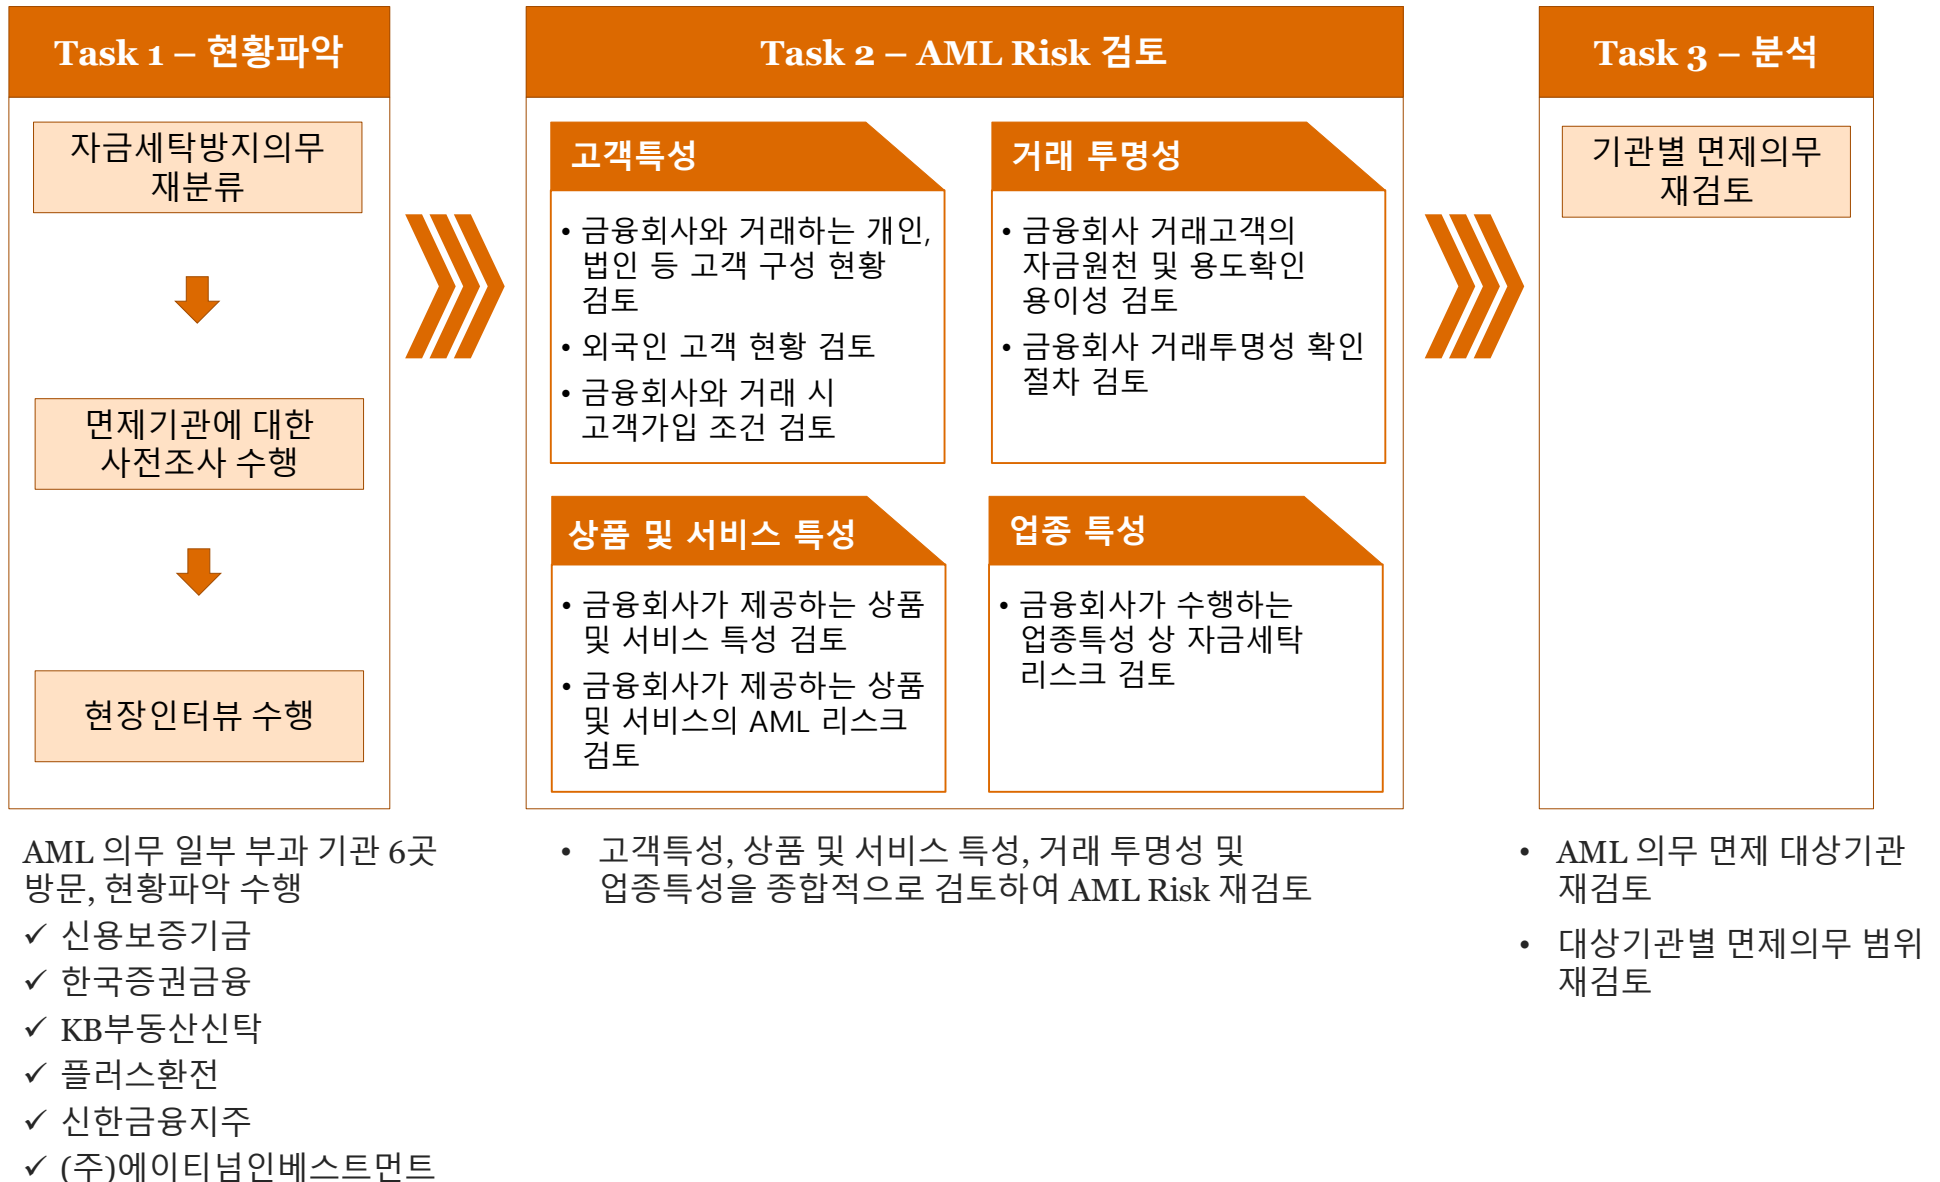 Task 1 – 현황파악
자금세탁방지의무
재분류
면제기관에 대한
사전조사 수행
현장인터뷰 수행
AML 의무 일부 부과 기관 6곳
방문, 현황파악 수행
✓ 신용보증기금
✓ 한국증권금융
✓ KB부동산신탁
✓ 플러스환전
✓ 신한금융지주
✓ (주)에이티넘인베스트먼트
Task 2 – AML Risk 검토
고객특성
• 금융회사와 거래하는 개인,
법인 등 고객 구성 현황
검토
• 외국인 고객 현황 검토
• 금융회사와 거래 시
고객가입 조건 검토
거래 투명성
• 금융회사 거래고객의
자금원천 및 용도확인
용이성 검토
• 금융회사 거래투명성 확인
절차 검토
상품 및 서비스 특성
• 금융회사가 제공하는 상품
및 서비스 특성 검토
• 금융회사가 제공하는 상품
및 서비스의 AML 리스크
검토
업종 특성
• 금융회사가 수행하는
업종특성 상 자금세탁
리스크 검토
• 고객특성, 상품 및 서비스 특성, 거래 투명성 및
업종특성을 종합적으로 검토하여 AML Risk 재검토
Task 3 – 분석
기관별 면제의무
재검토
• AML 의무 면제 대상기관
재검토
• 대상기관별 면제의무 범위
재검토